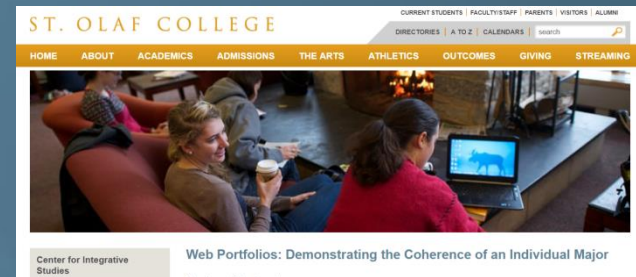 CURRENT STUDENTS | FACULTY/STAFF | PARENTS | VISITORS | ALUMNI
ST. OLAF COLLEGE
DIRECTORIES | A TO Z | CALENDARS | search
HOME ABOUT ACADEMICS ADMISSIONS THE ARTS ATHLETICS OUTCOMES GIVING STREAMING
Center for Integrative
Studies
Web Portfolios: Demonstrating the Coherence of an Individual Major